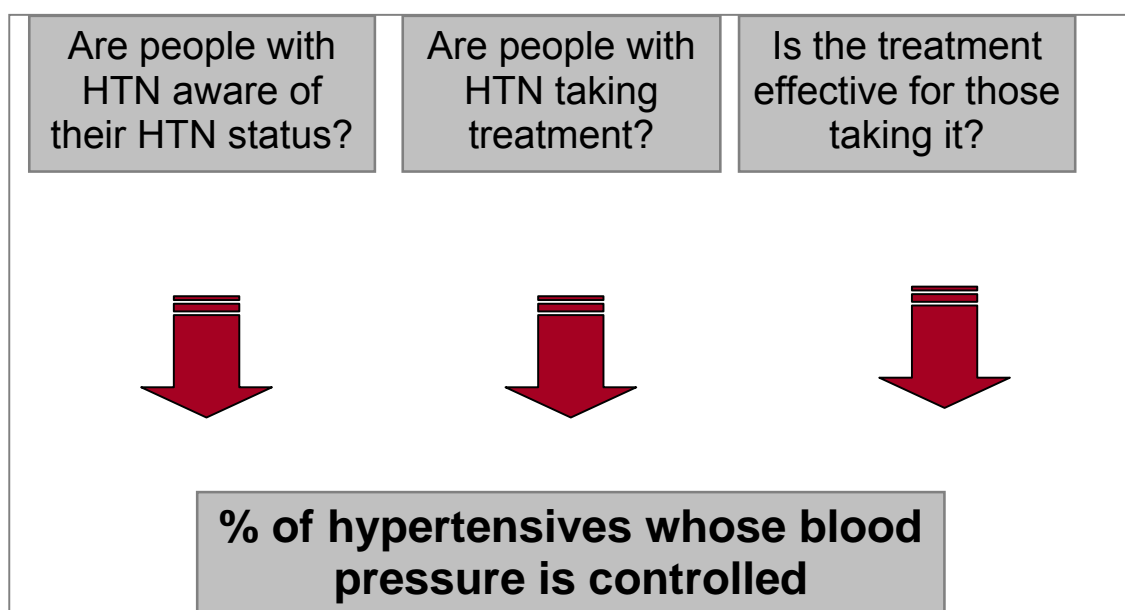 Are people with
HTN aware of
their HTN status?
Are people with
HTN taking
treatment?
Is the treatment
effective for those
taking it?
% of hypertensives whose blood
pressure is controlled